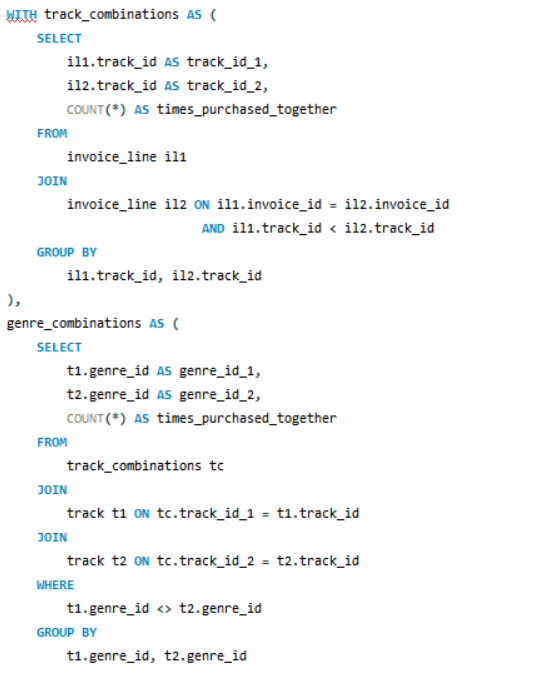 WITH track_combinations AS (
SELECT
il1.track_id AS track_id_1,
il2.track_id AS track_id_2,
COUNT(*) AS times_purchased_together
FROM
invoice_line il1
JOIN
invoice_line il2 ON il1.invoice_id = il2.invoice_id
AND il1.track_id < il2.track_id
GROUP BY
il1.track_id, il2.track_id
),
genre_combinations AS (
SELECT
t1.genre_id AS genre_id_1,
t2.genre_id AS genre_id_2,
COUNT(*) AS times_purchased_together
FROM
track_combinations tc
JOIN
track t1 ON tc.track_id_1 = t1.track_id
JOIN
track t2 ON tc.track_id_2 = t2.track_id
WHERE
t1.genre_id <> t2.genre_id
GROUP BY
t1.genre_id, t2.genre_id